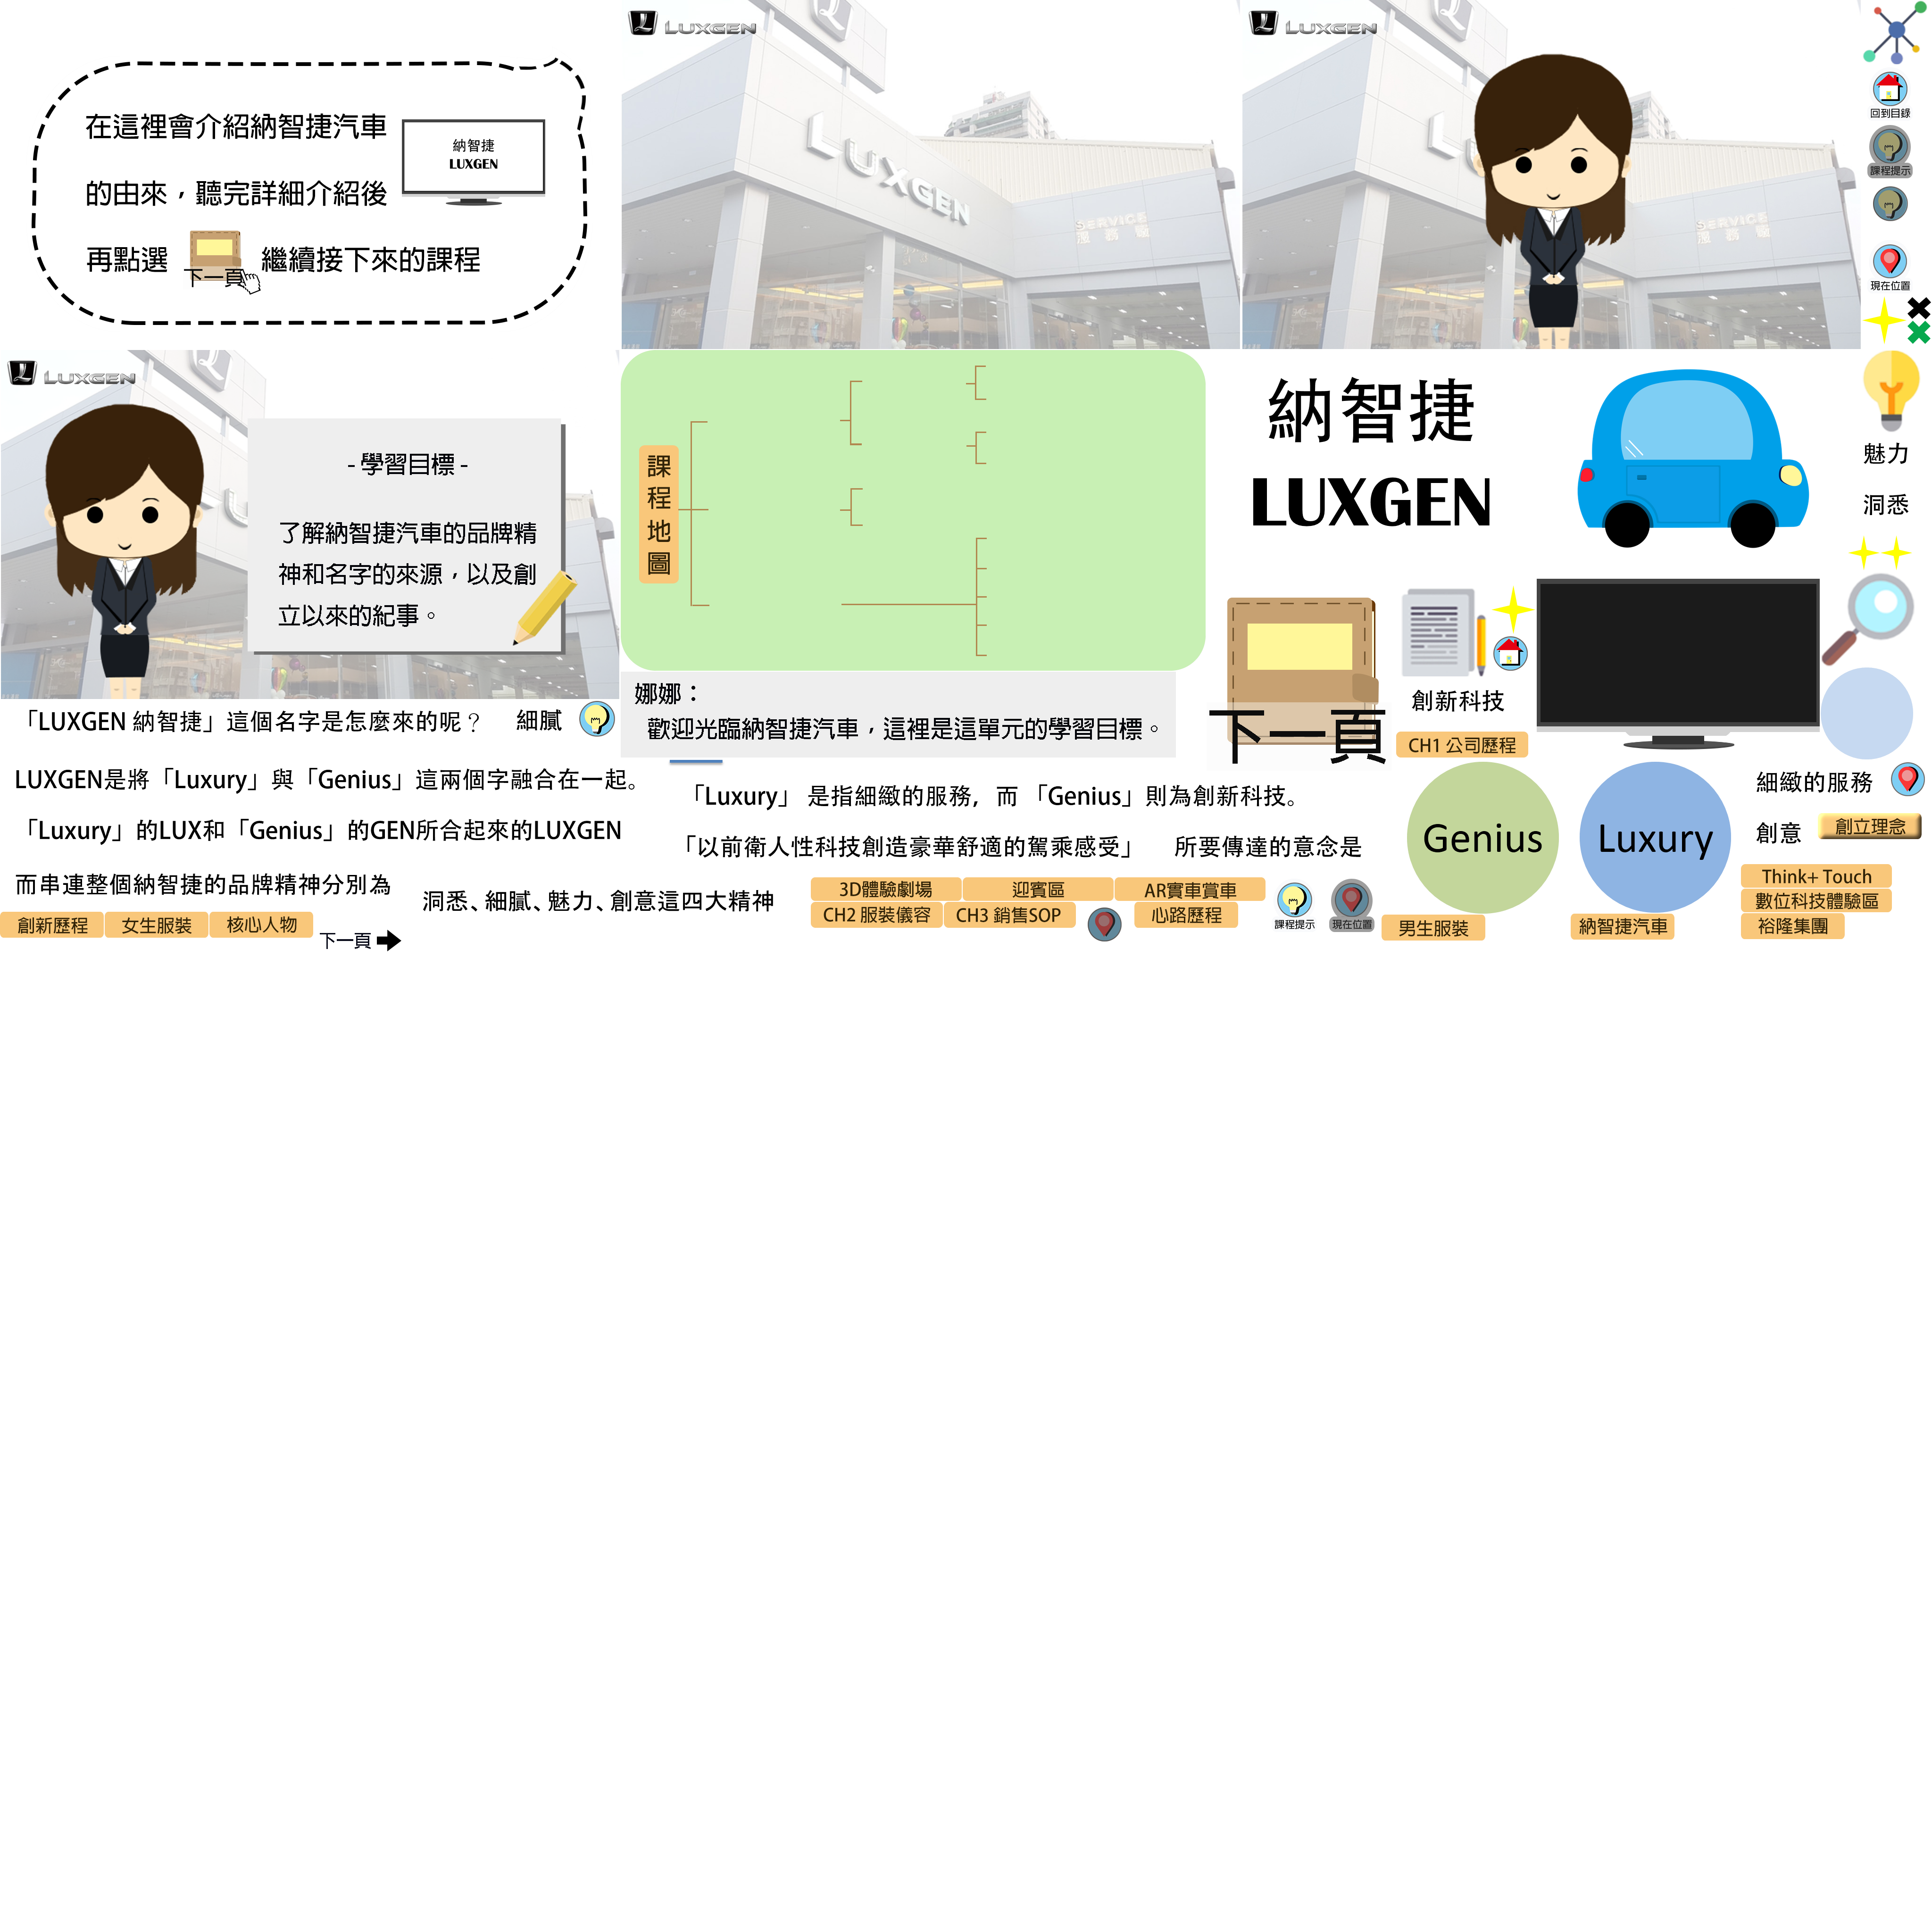 在這裡會介紹納智捷汽車
的由來，聽完詳細介紹後
再點選 下一頁 繼續接下來的課程
納智捷
LUXGEN
LUXGEN
LUXGEN
SERVICE
服務電
LUXGEN
SERVICE
服務電
回到目錄
課程提示
現在位置
LUXGEN
- 學習目標 -
了解納智捷汽車的品牌精
神和名字的來源，以及創
立以來的紀事。
課程地圖
納智捷
LUXGEN
魅力
洞悉
娜娜：
歡迎光臨納智捷汽車，這裡是這單元的學習目標。
下一頁
創新科技
CH1 公司歷程
「LUXGEN 納智捷」這個名字是怎麼來的呢？
細膩
LUXGEN是將「Luxury」與「Genius」這兩個字融合在一起。
「Luxury」的LUX和「Genius」的GEN所合起來的LUXGEN
而串連整個納智捷的品牌精神分別為
「Luxury」 是指細緻的服務，而 「Genius」則為創新科技。
「以前衛人性科技創造豪華舒適的駕乘感受」
所要傳達的意念是
洞悉、細膩、魅力、創意這四大精神
Genius
Luxury
細緻的服務
創意
創立理念
Think+ Touch
數位科技體驗區
裕隆集團
3D體驗劇場
迎賓區
AR實車賞車
CH2 服裝儀容
CH3 銷售SOP
心路歷程
課程提示
現在位置
男生服裝
納智捷汽車
創新歷程
女生服裝
核心人物
下一頁